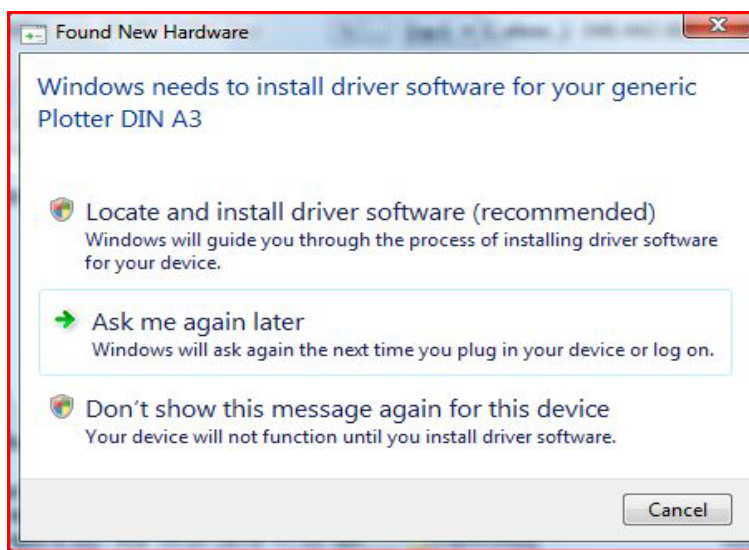 Found New Hardware
Windows needs to install driver software for your generic
Plotter DIN A3
Locate and install driver software (recommended)
Windows will guide you through the process of installing driver software
for your device.
Ask me again later
Windows will ask again the next time you plug in your device or log on.
Don't show this message again for this device
Your device will not function until you install driver software.
Cancel